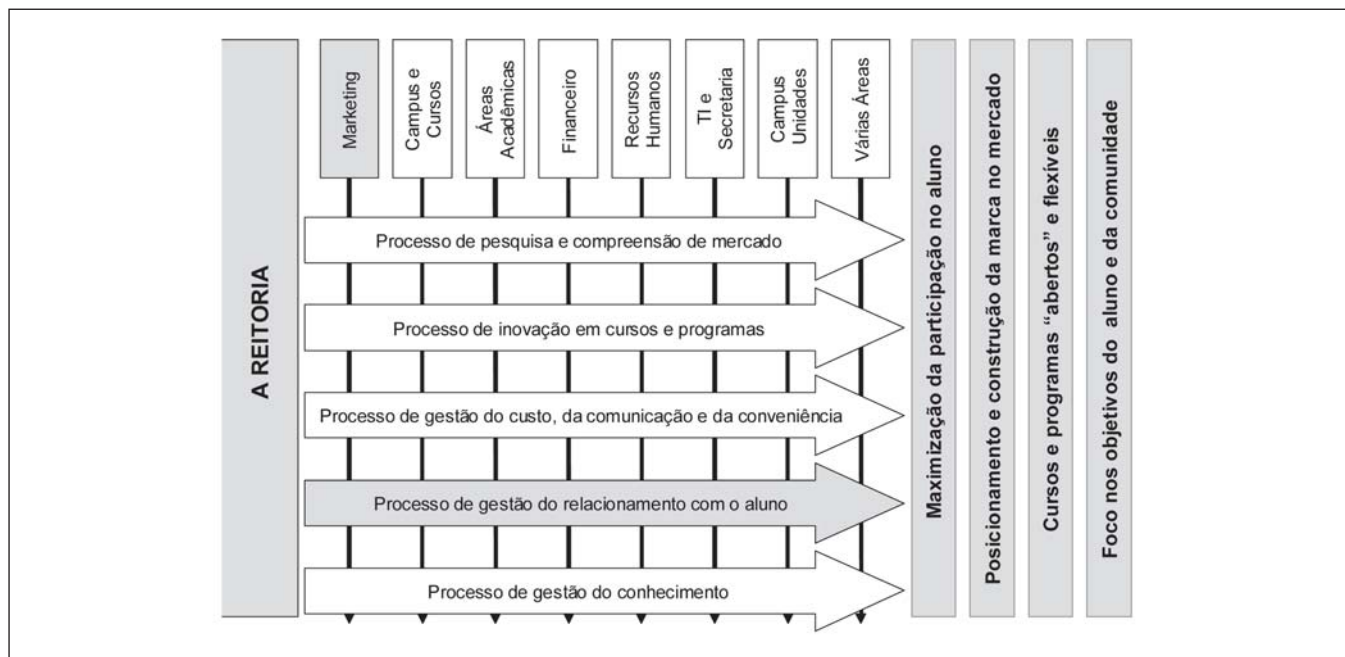 A REITORIA
Marketing
Campus e
Cursos
Áreas
Acadêmicas
Financeiro
Recursos
Humanos
TI e
Secretaria
Campus
Unidades
Várias Áreas
Processo de pesquisa e compreensão de mercado
Processo de inovação em cursos e programas
Processo de gestão do custo, da comunicação e da conveniência
Processo de gestão do relacionamento com o aluno
Processo de gestão do conhecimento
Maximização da participação no aluno
Posicionamento e construção da marca no mercado
Cursos e programas “abertos” e flexíveis
Foco nos objetivos do aluno e da comunidade